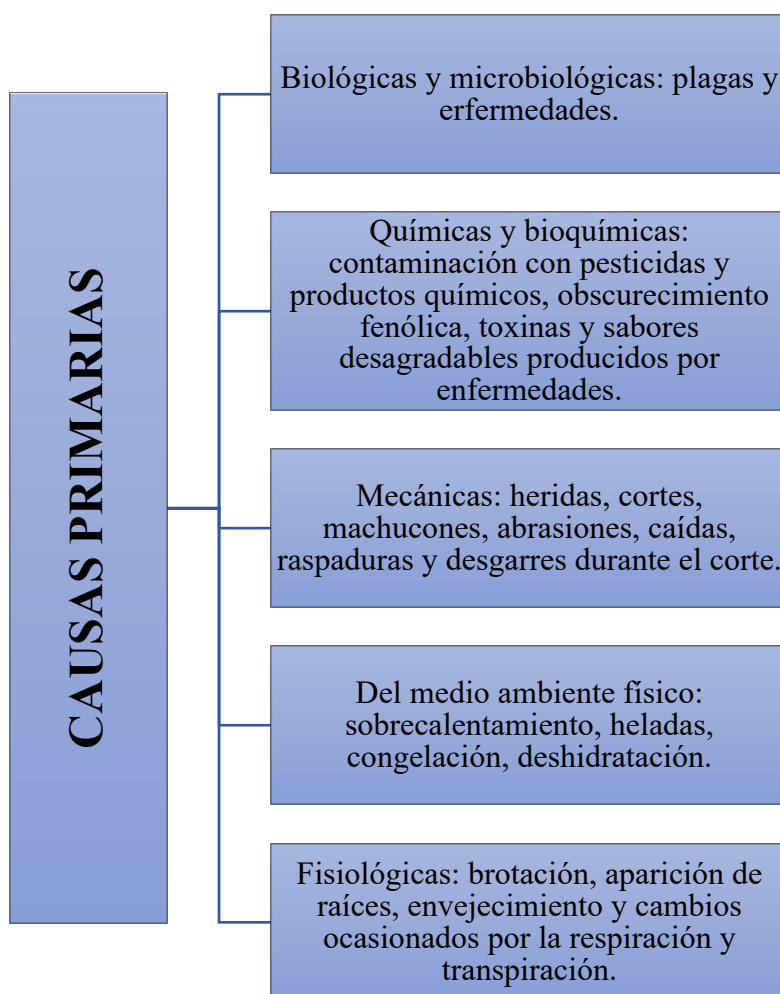 CAUSAS PRIMARIAS
Biológicas y microbiológicas: plagas y
erfermedades.
Químicas y bioquímicas:
contaminación con pesticidas y
productos químicos, obscurecimiento
fenólica, toxinas y sabores
desagradables producidos por
enfermedades.
Mecánicas: heridas, cortes,
machucones, abrasiones, caídas,
raspaduras y desgarres durante el corte.
Del medio ambiente físico:
sobrecalentamiento, heladas,
congelación, deshidratación.
Fisiológicas: brotación, aparición de
raíces, envejecimiento y cambios
ocasionados por la respiración y
transpiración.